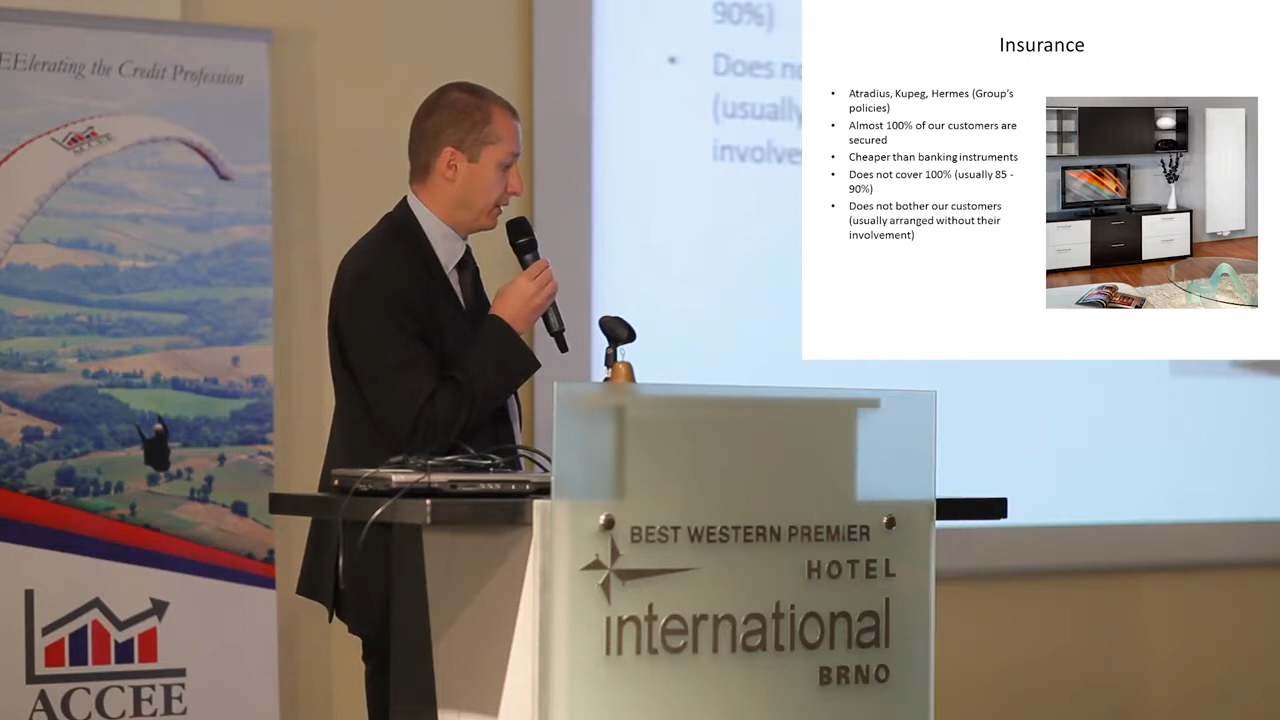 EElerating the Credit Profession
ACCEE
ACCEE
90%)
Does no
(usually
involve
Insurance
• Atradius, Kupeg, Hermes (Group's
policies)
• Almost 100% of our customers are
secured
• Cheaper than banking instruments
• Does not cover 100% (usually 85 -
90%)
• Does not bother our customers
(usually arranged without their
involvement)
BEST WESTERN PREMIER
HOTEL
international
BRNO